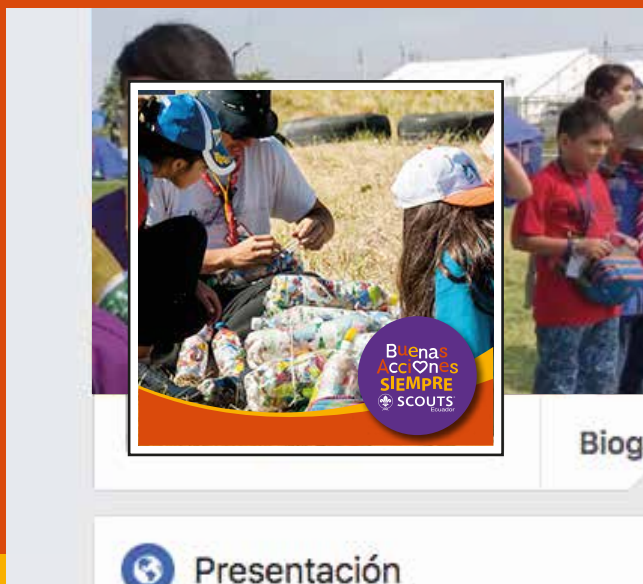 Buenas
Acciones
SIEMPRE
SCOUTS
Ecuador
Biog
Presentación